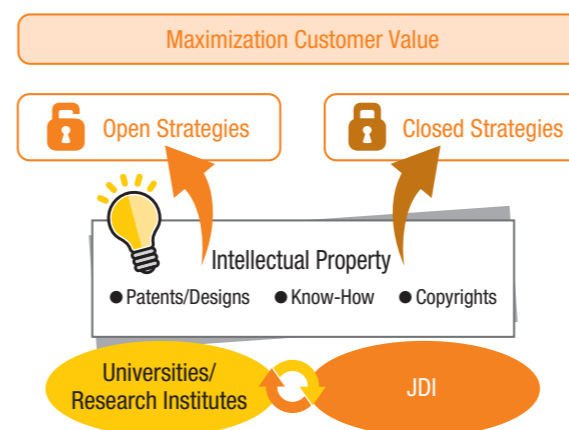 Maximization Customer Value
Open Strategies
Closed Strategies
Intellectual Property
● Patents/Designs ● Know-How ● Copyrights
Universities/
Research Institutes
JDI